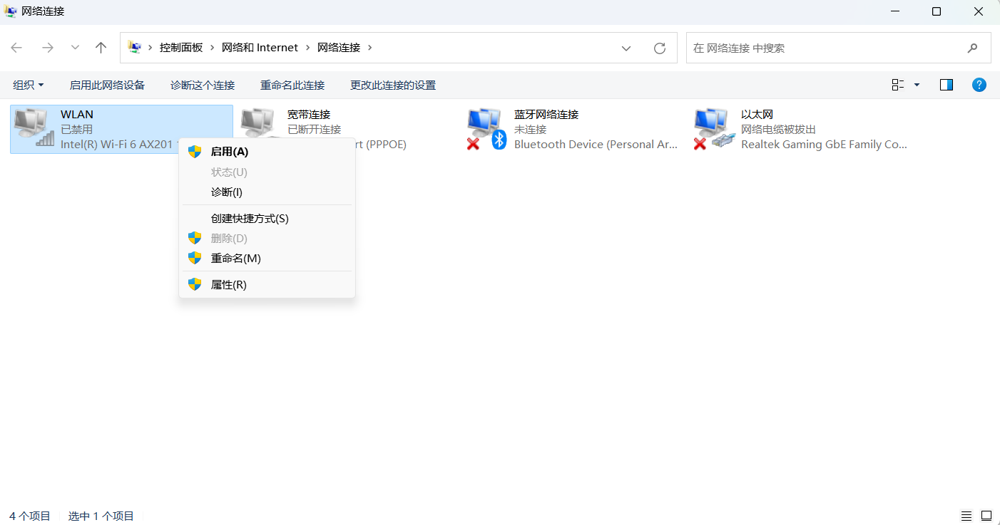 网络连接
控制面板 网络和 Internet 网络连接
在 网络连接 中搜索
组织 启用此网络设备 诊断这个连接 重命名此连接 更改此连接的设置
WLAN
已禁用
Intel(R) Wi-Fi 6 AX201
宽带连接
已断开连接
(PPPOE)
蓝牙网络连接
未连接
Bluetooth Device (Personal Ar...
以太网
网络电缆被拔出
Realtek Gaming GbE Family Co...
启用(A)
状态(U)
诊断(I)
创建快捷方式(S)
删除(D)
重命名(M)
属性(R)
4 个项目 选中 1 个项目